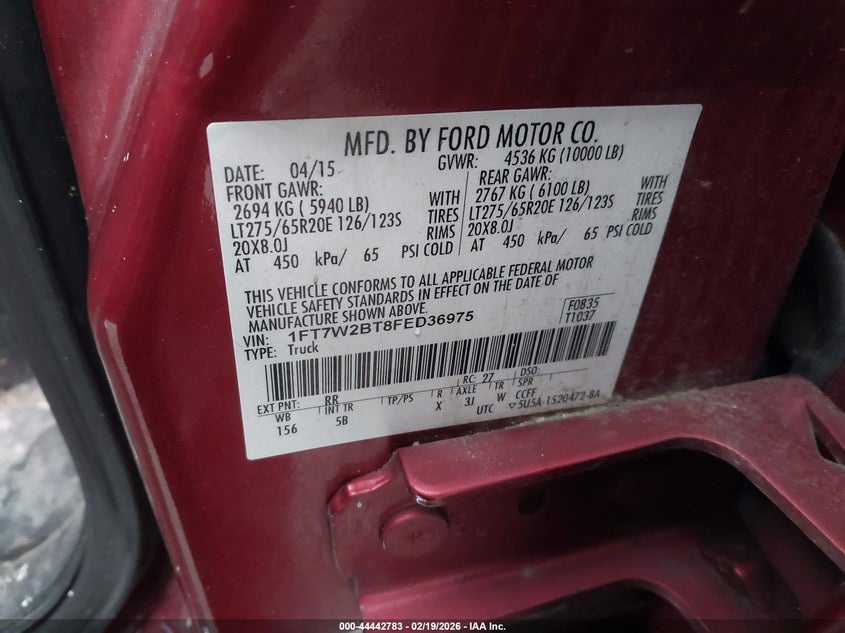 MFD. BY FORD MOTOR CO.
DATE: 04/15 GVWR: 4536 KG (10000 LB)
FRONT GAWR: REAR GAWR:
2694 KG ( 5940 LB) WITH 2767 KG ( 6100 LB) WITH
LT275/65R20E 126/123S TIRES LT275/65R20E 126/123S TIRES
20X8.0J RIMS 20X8.0J RIMS
AT 450 kPa/ 65 PSI COLD AT 450 kPa/ 65 PSI COLD
THIS VEHICLE CONFORMS TO ALL APPLICABLE FEDERAL MOTOR
VEHICLE SAFETY STANDARDS IN EFFECT ON THE DATE OF
MANUFACTURE SHOWN ABOVE.
F0835
VIN: 1FT7W2BT8FED36975 T1037
TYPE: Truck
EXT PNT: RR RC: 27 DSO:
WB INT TR TP/PS R AXLE TR SPR
156 5B X 3J W CCFF
UTC ▽5U5A-1520472-BA
000-44442783 - 02/19/2026 - IAA Inc.